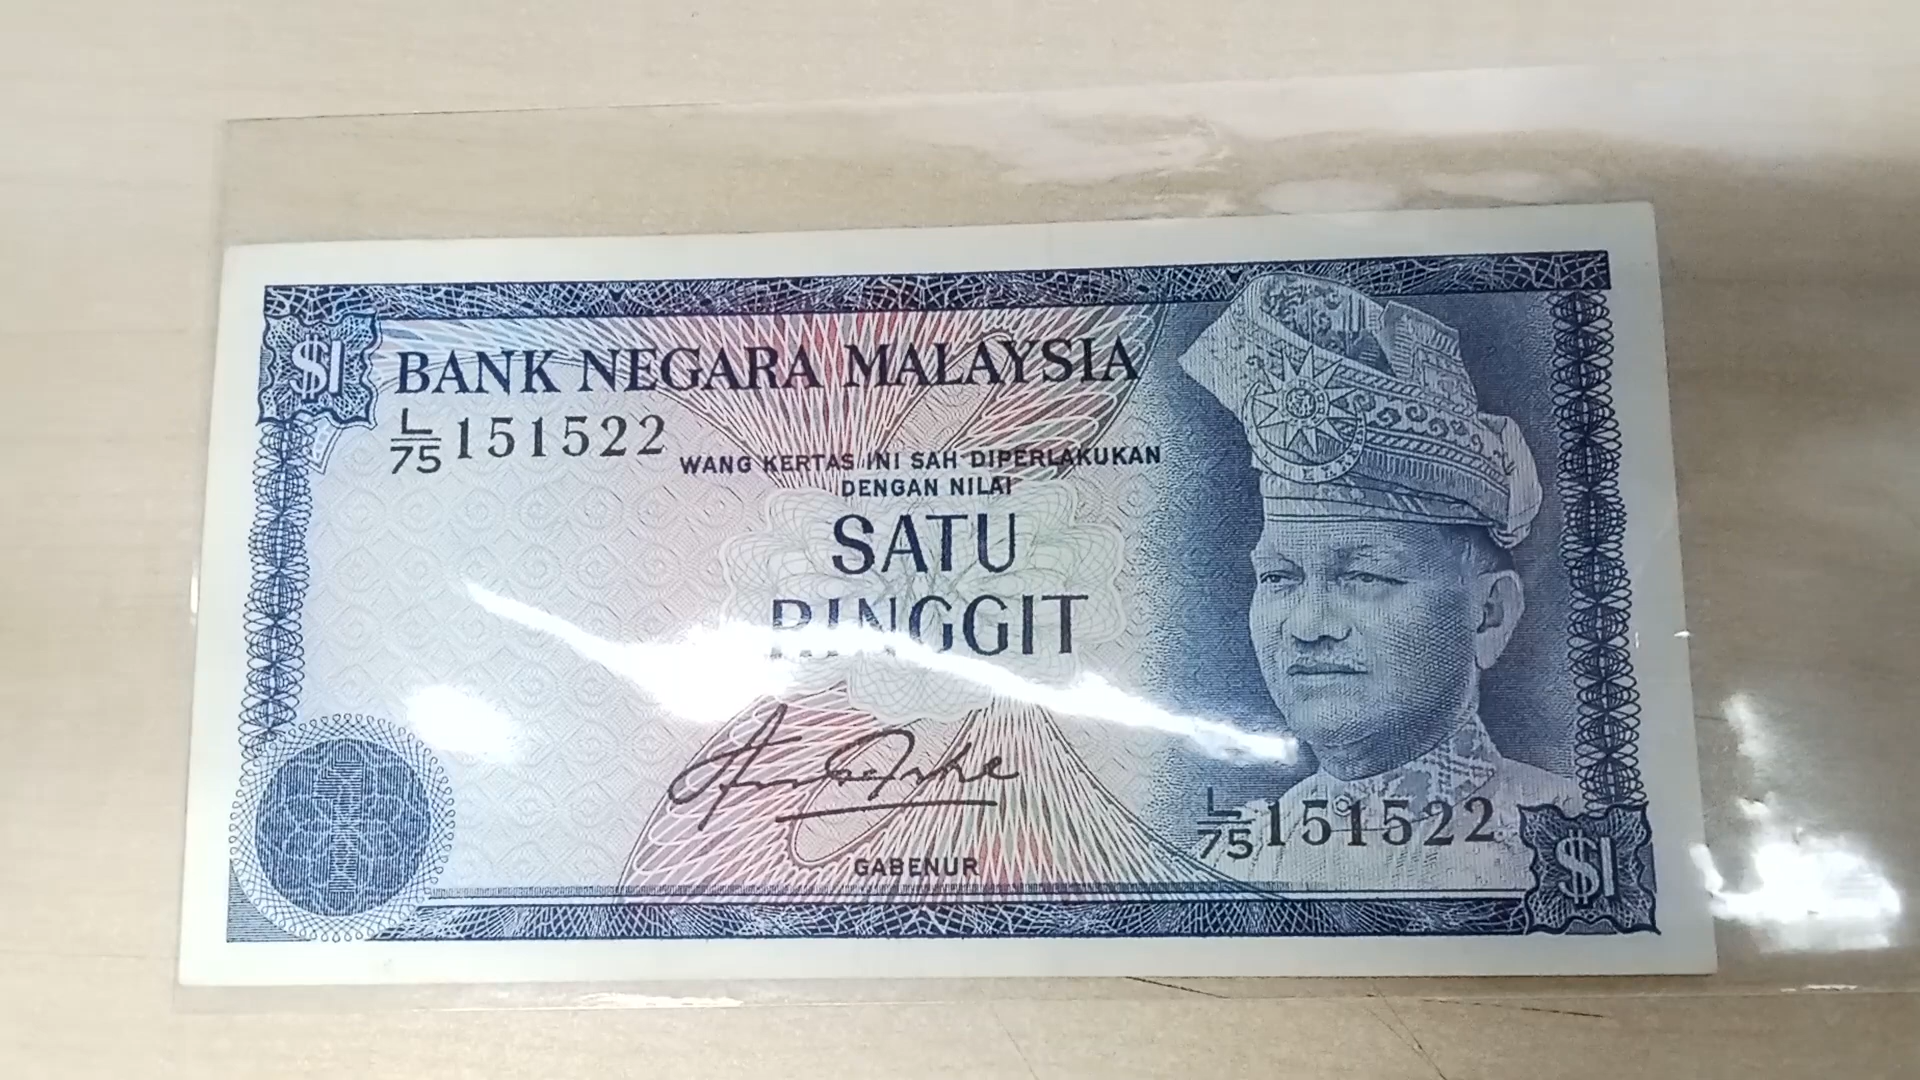 $1
BANK NEGARA MALAYSIA
L/75 151522
WANG KERTAS INI SAH DIPERLAKUKAN
DENGAN NILAI
SATU
RINGGIT
GABENUR
L/75 151522
$1